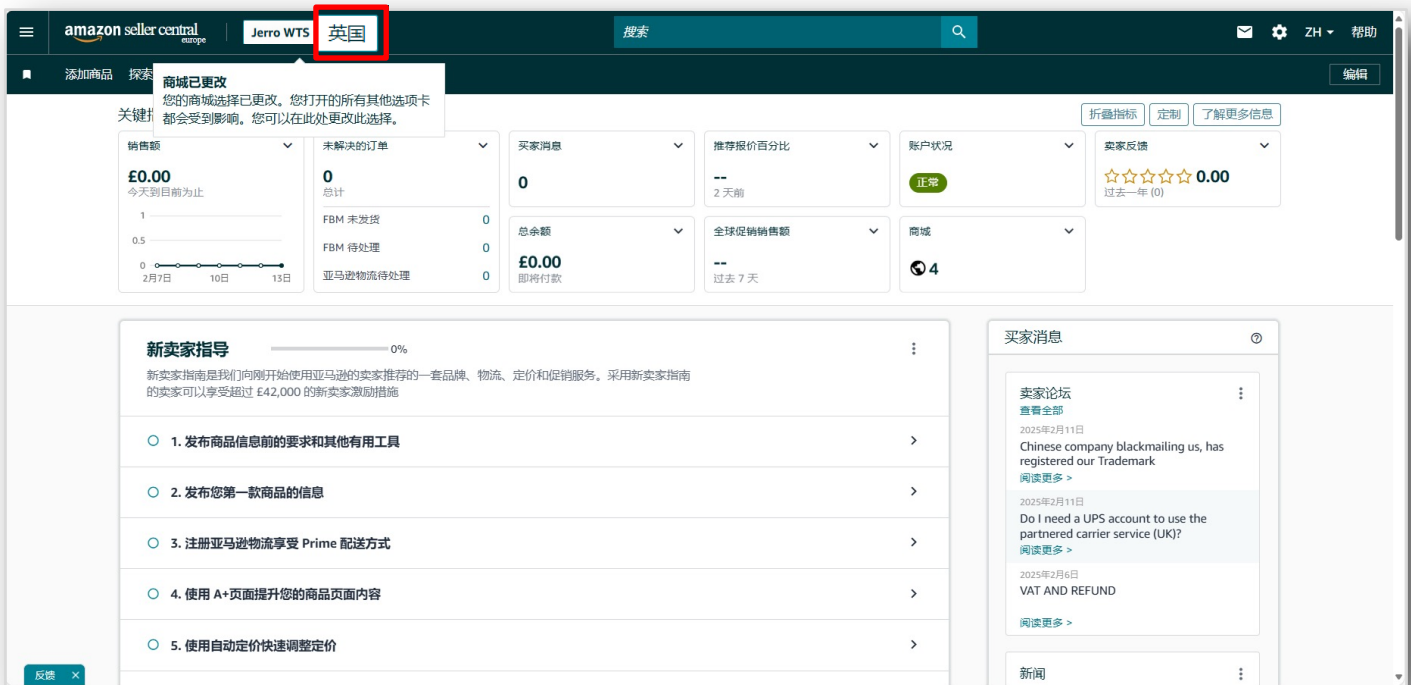 amazon seller central
europe
Jerro WTS
英国
搜索
ZH
帮助
添加商品
编辑
商城已更改
您的商城选择已更改。您打开的所有其他选项卡
都会受到影响。您可以在此处更改此选择。
折叠指标
定制
了解更多信息
销售额
£0.00
今天到目前为止
1
0.5
0
2月7日
10日
13日
未解决的订单
0
总计
FBM 未发货
0
FBM 待处理
0
亚马逊物流待处理
0
买家消息
0
推荐报价百分比
--
2 天前
账户状况
正常
卖家反馈
0.00
过去一年 (0)
总余额
£0.00
即将付款
全球促销销售额
--
过去 7 天
商城
4
新卖家指导
0%
新卖家指南是我们向刚开始使用亚马逊的卖家推荐的一套品牌、物流、定价和促销服务。采用新卖家指南
的卖家可以享受超过 £42,000 的新卖家激励措施
1. 发布商品信息前的要求和其他有用工具
2. 发布您第一款商品的信息
3. 注册亚马逊物流享受 Prime 配送方式
4. 使用 A+页面提升您的商品页面内容
5. 使用自动定价快速调整定价
买家消息
卖家论坛
查看全部
2025年2月11日
Chinese company blackmailing us, has
registered our Trademark
阅读更多 >
2025年2月11日
Do I need a UPS account to use the
partnered carrier service (UK)?
阅读更多 >
2025年2月6日
VAT AND REFUND
阅读更多 >
新闻
反馈 ×